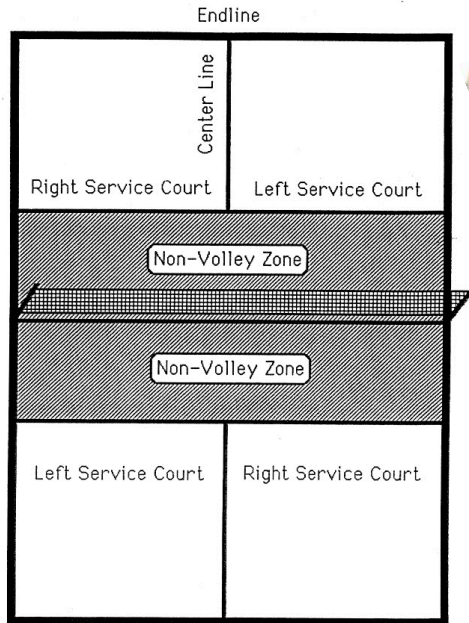 Endline
Center Line
Right Service Court
Left Service Court
Non-Volley Zone
Non-Volley Zone
Left Service Court
Right Service Court